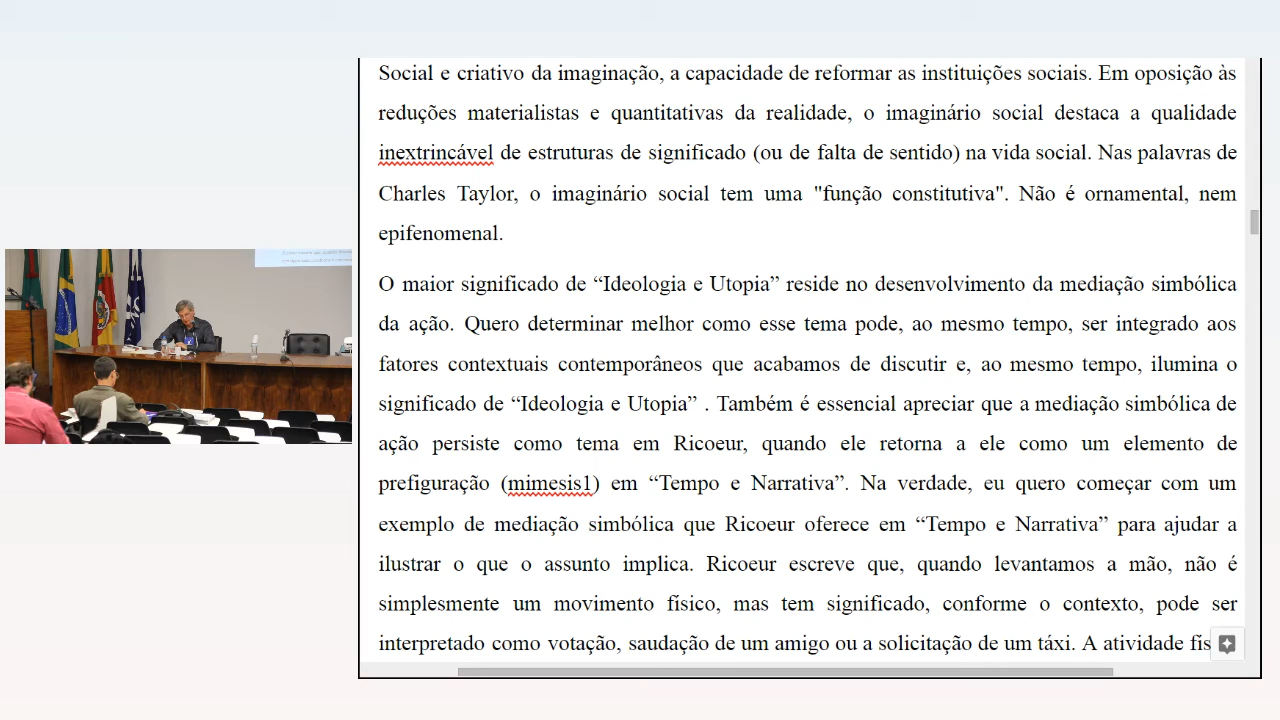 Social e criativo da imaginação, a capacidade de reformar as instituições sociais. Em oposição às
reduções materialistas e quantitativas da realidade, o imaginário social destaca a qualidade
inextrincável de estruturas de significado (ou de falta de sentido) na vida social. Nas palavras de
Charles Taylor, o imaginário social tem uma "função constitutiva". Não é ornamental, nem
epifenomenal.
O maior significado de “Ideologia e Utopia” reside no desenvolvimento da mediação simbólica
da ação. Quero determinar melhor como esse tema pode, ao mesmo tempo, ser integrado aos
fatores contextuais contemporâneos que acabamos de discutir e, ao mesmo tempo, ilumina o
significado de “Ideologia e Utopia” . Também é essencial apreciar que a mediação simbólica de
ação persiste como tema em Ricoeur, quando ele retorna a ele como um elemento de
prefiguração (mimesis1) em “Tempo e Narrativa”. Na verdade, eu quero começar com um
exemplo de mediação simbólica que Ricoeur oferece em “Tempo e Narrativa” para ajudar a
ilustrar o que o assunto implica. Ricoeur escreve que, quando levantamos a mão, não é
simplesmente um movimento físico, mas tem significado, conforme o contexto, pode ser
interpretado como votação, saudação de um amigo ou a solicitação de um táxi. A atividade fís